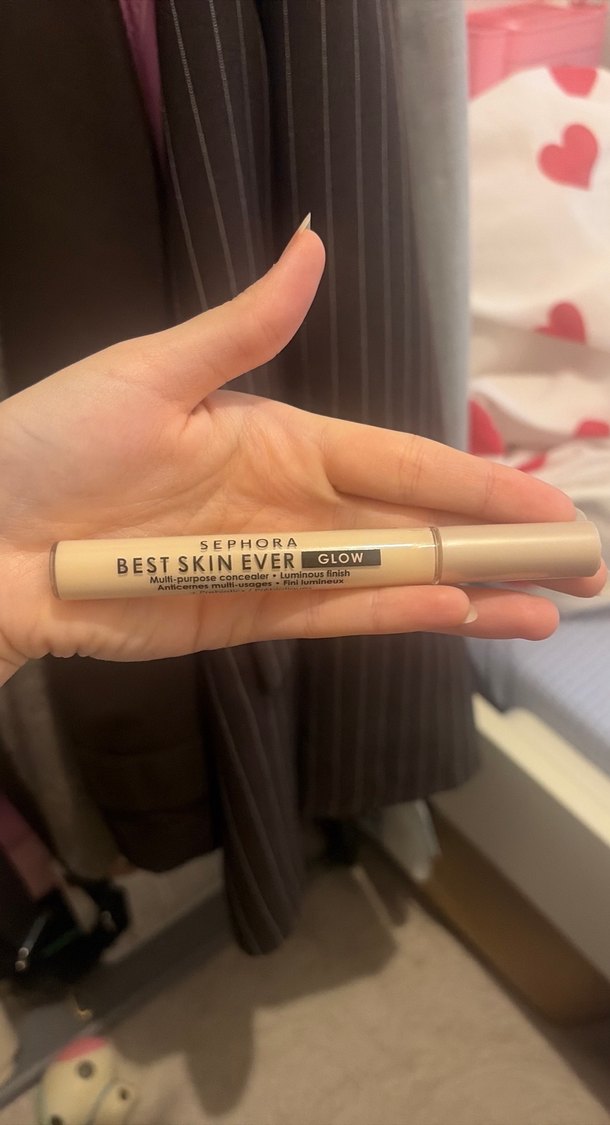 SEPHORA
BEST SKIN EVER GLOW
Multi-purpose concealer • Luminous finish
Anticernes multi-usages • Fini lumineux